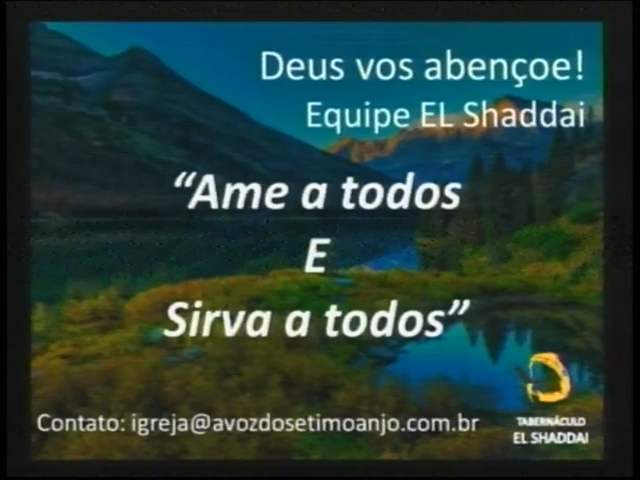 Deus vos abençoe!
Equipe EL Shaddai
“Ame a todos
E
Sirva a todos”
Contato: igreja@avozdosetimoanjo.com.br
TABERNÁCULO
EL SHADDAI